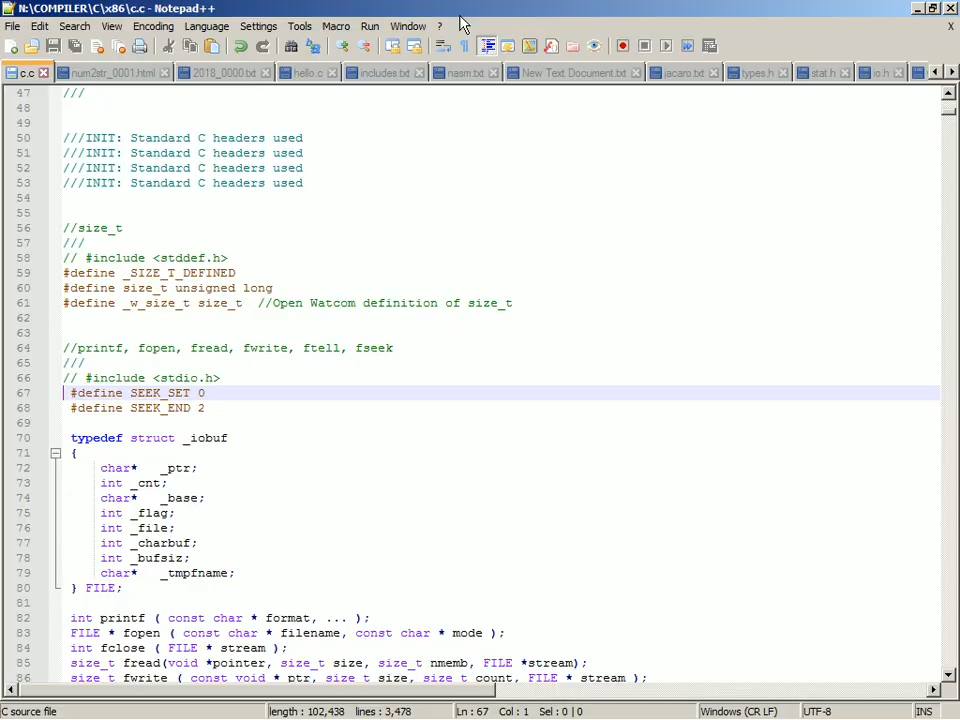 N:\COMPILER\C\x86\c.c - Notepad++
File Edit Search View Encoding Language Settings Tools Macro Run Window ? X
c.c num2str_0001.html 2018_0000.txt hello.c includes.txt nasm.txt New Text Document.txt jacaro.txt types.h stat.h io.h
47 ///
48
49
50 ///INIT: Standard C headers used
51 ///INIT: Standard C headers used
52 ///INIT: Standard C headers used
53 ///INIT: Standard C headers used
54
55
56 //size_t
57 ///
58 // #include <stddef.h>
59 #define _SIZE_T_DEFINED
60 #define size_t unsigned long
61 #define _w_size_t size_t //Open Watcom definition of size_t
62
63
64 //printf, fopen, fread, fwrite, ftell, fseek
65 ///
66 // #include <stdio.h>
67 #define SEEK_SET 0
68 #define SEEK_END 2
69
70 typedef struct _iobuf
71 {
72 char* _ptr;
73 int _cnt;
74 char* _base;
75 int _flag;
76 int _file;
77 int _charbuf;
78 int _bufsiz;
79 char* _tmpfname;
80 } FILE;
81
82 int printf ( const char * format, ... );
83 FILE * fopen ( const char * filename, const char * mode );
84 int fclose ( FILE * stream );
85 size_t fread(void *pointer, size_t size, size_t nmemb, FILE *stream);
86 size_t fwrite ( const void * ptr, size_t size, size_t count, FILE * stream );
C source file length : 102,438 lines : 3,478 Ln : 67 Col : 1 Sel : 0 | 0 Windows (CR LF) UTF-8 INS